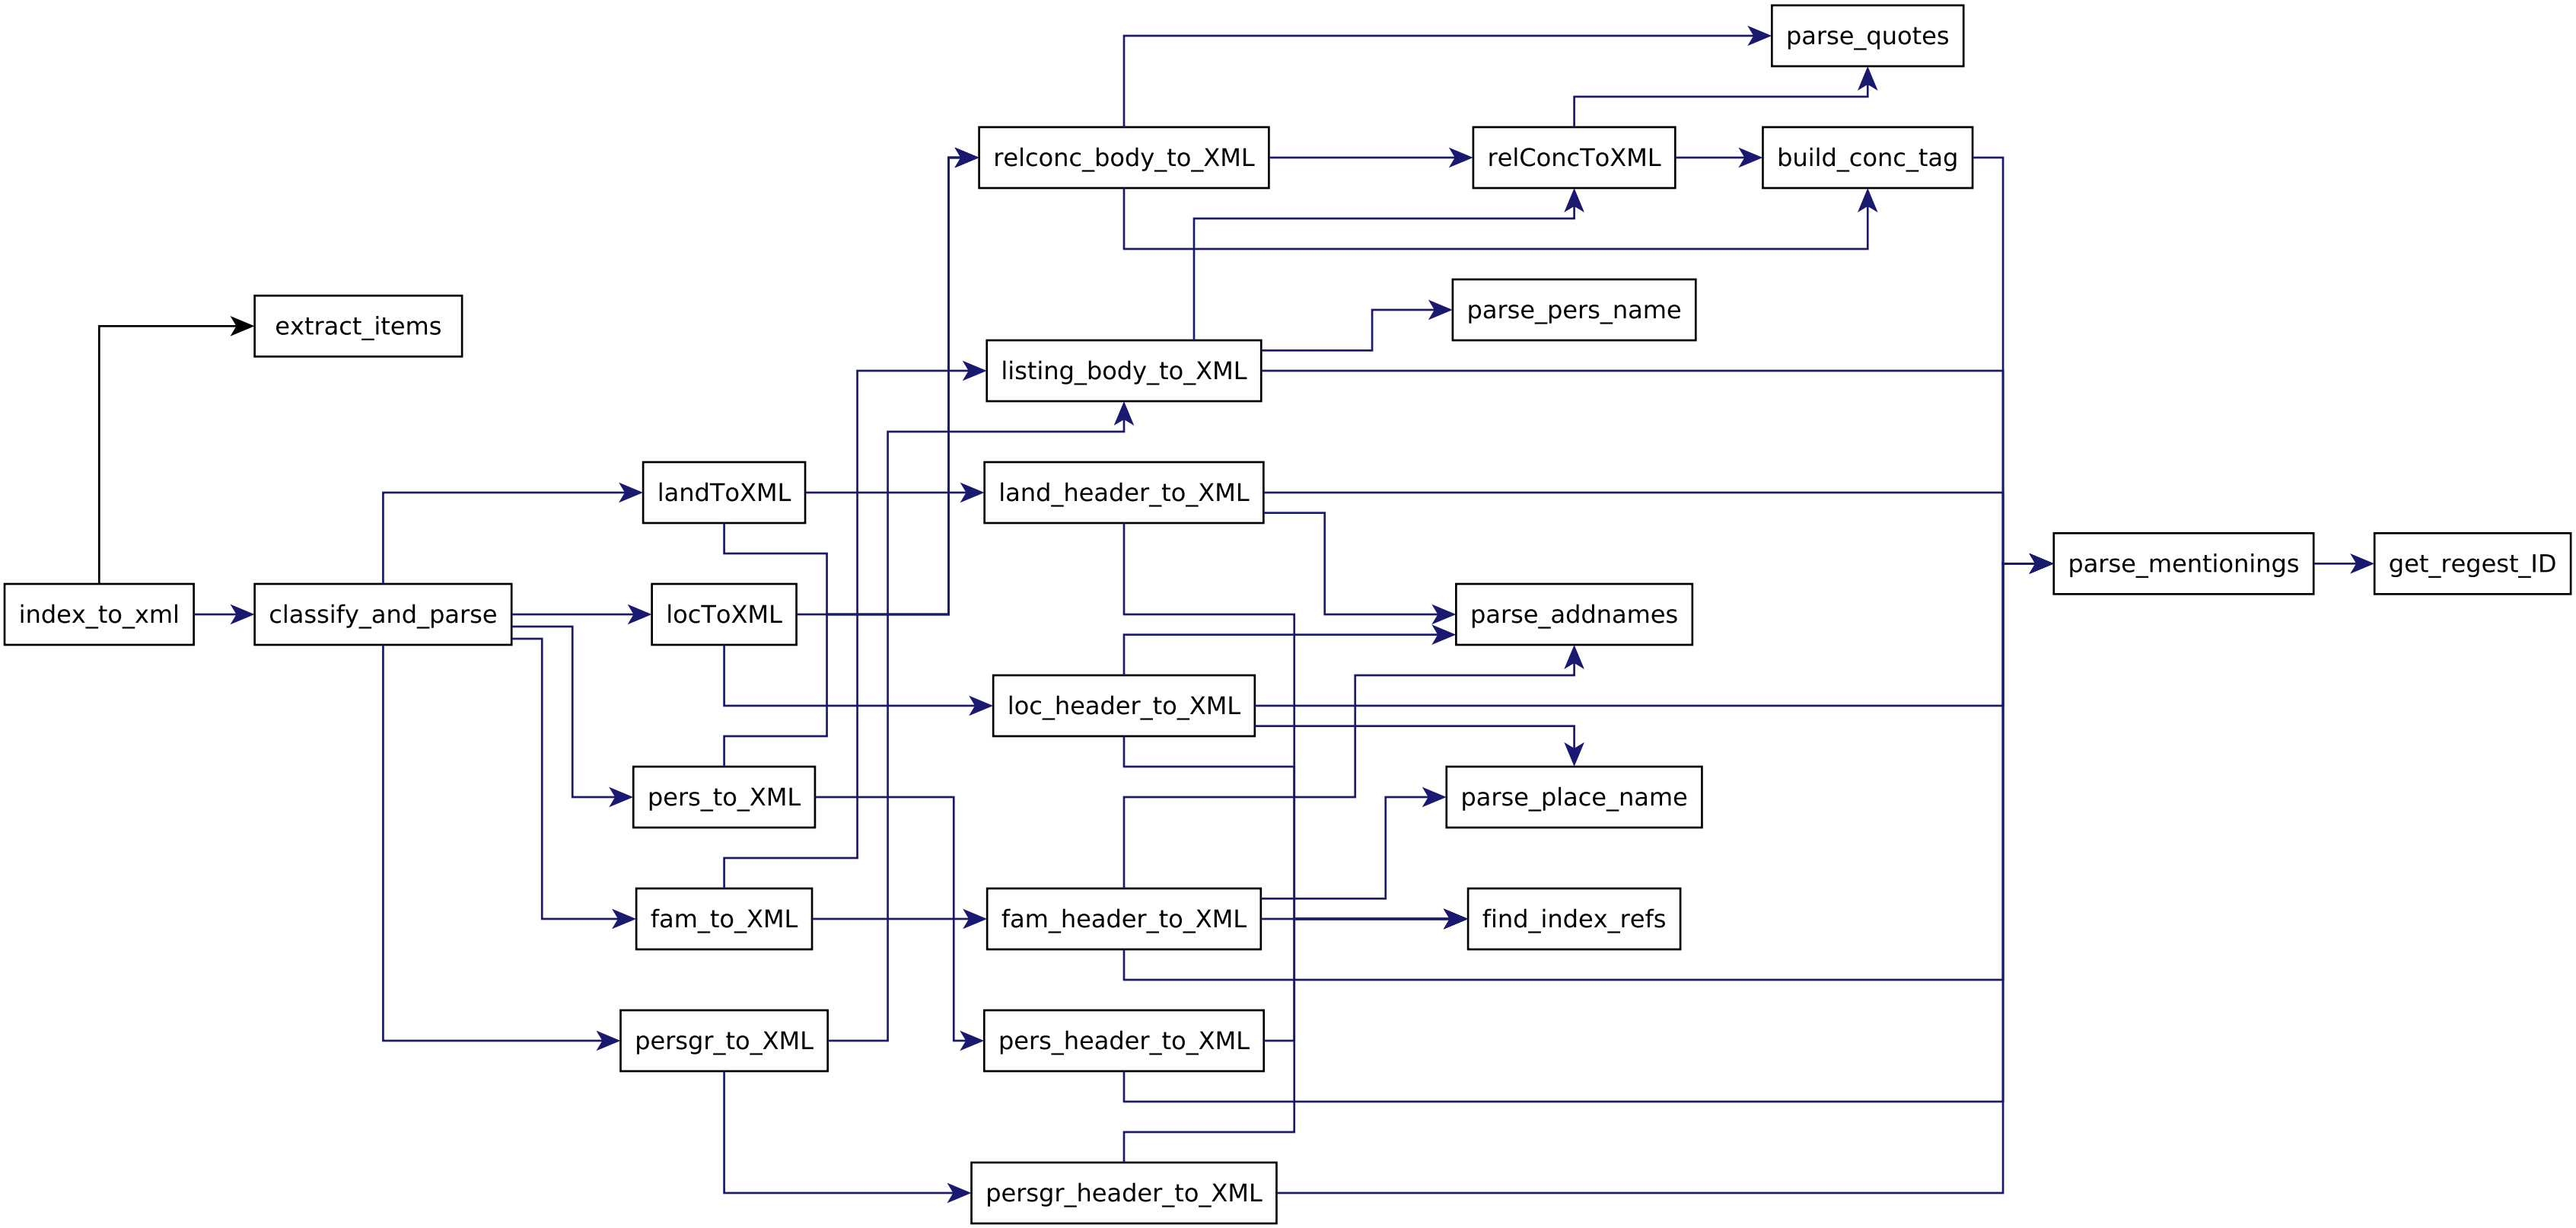 parse_quotes
relconc_body_to_XML
relConcToXML
build_conc_tag
extract_items
parse_pers_name
listing_body_to_XML
landToXML
land_header_to_XML
parse_mentionings
get_regest_ID
index_to_xml
classify_and_parse
locToXML
parse_addnames
loc_header_to_XML
pers_to_XML
parse_place_name
fam_to_XML
fam_header_to_XML
find_index_refs
persgr_to_XML
pers_header_to_XML
persgr_header_to_XML